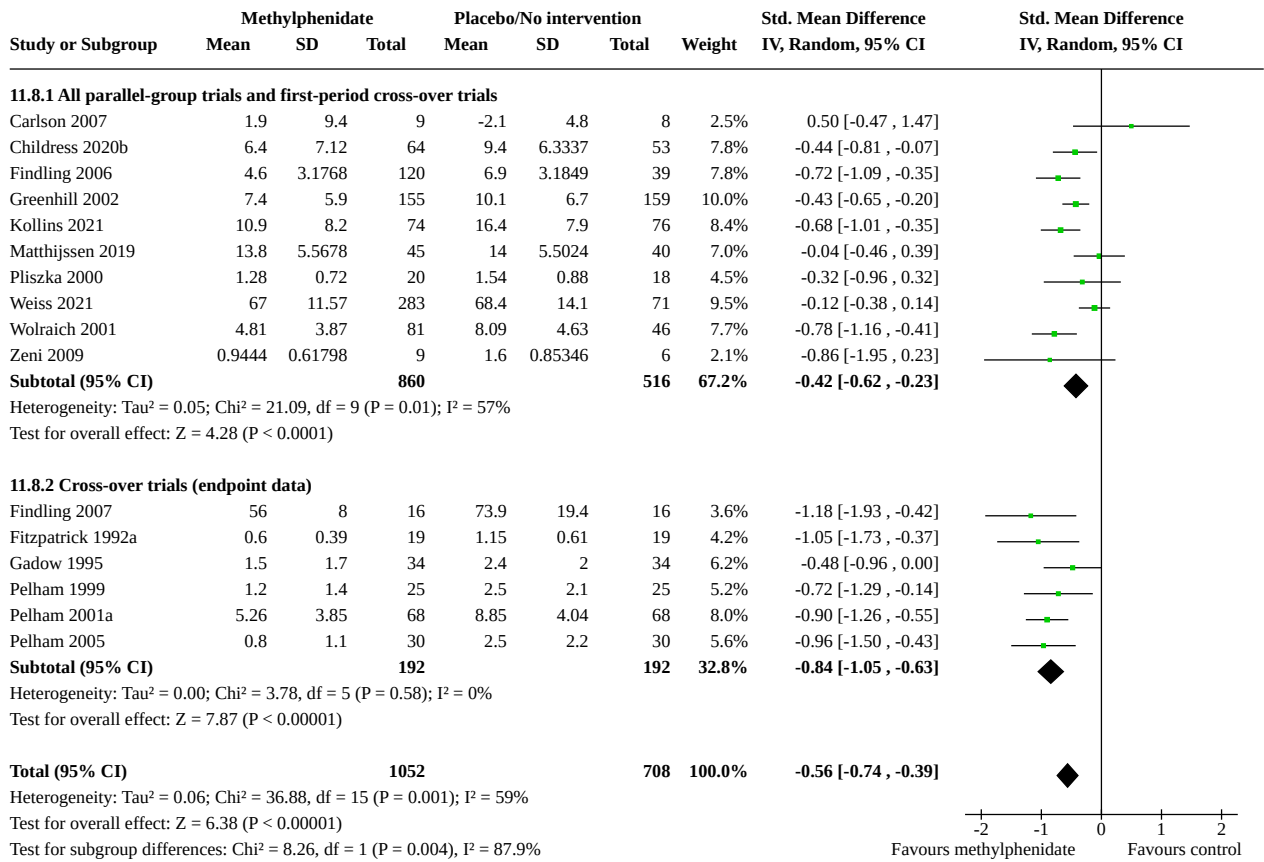 Methylphenidate Placebo/No intervention Std. Mean Difference Std. Mean Difference
Study or Subgroup Mean SD Total Mean SD Total Weight IV, Random, 95% CI IV, Random, 95% CI
11.8.1 All parallel-group trials and first-period cross-over trials
Carlson 2007 1.9 9.4 9 -2.1 4.8 8 2.5% 0.50 [-0.47 , 1.47]
Childress 2020b 6.4 7.12 64 9.4 6.3337 53 7.8% -0.44 [-0.81 , -0.07]
Findling 2006 4.6 3.1768 120 6.9 3.1849 39 7.8% -0.72 [-1.09 , -0.35]
Greenhill 2002 7.4 5.9 155 10.1 6.7 159 10.0% -0.43 [-0.65 , -0.20]
Kollins 2021 10.9 8.2 74 16.4 7.9 76 8.4% -0.68 [-1.01 , -0.35]
Matthijssen 2019 13.8 5.5678 45 14 5.5024 40 7.0% -0.04 [-0.46 , 0.39]
Pliszka 2000 1.28 0.72 20 1.54 0.88 18 4.5% -0.32 [-0.96 , 0.32]
Weiss 2021 67 11.57 283 68.4 14.1 71 9.5% -0.12 [-0.38 , 0.14]
Wolraich 2001 4.81 3.87 81 8.09 4.63 46 7.7% -0.78 [-1.16 , -0.41]
Zeni 2009 0.9444 0.61798 9 1.6 0.85346 6 2.1% -0.86 [-1.95 , 0.23]
Subtotal (95% CI) 860 516 67.2% -0.42 [-0.62 , -0.23]
Heterogeneity: Tau² = 0.05; Chi² = 21.09, df = 9 (P = 0.01); I² = 57%
Test for overall effect: Z = 4.28 (P < 0.0001)
11.8.2 Cross-over trials (endpoint data)
Findling 2007 56 8 16 73.9 19.4 16 3.6% -1.18 [-1.93 , -0.42]
Fitzpatrick 1992a 0.6 0.39 19 1.15 0.61 19 4.2% -1.05 [-1.73 , -0.37]
Gadow 1995 1.5 1.7 34 2.4 2 34 6.2% -0.48 [-0.96 , 0.00]
Pelham 1999 1.2 1.4 25 2.5 2.1 25 5.2% -0.72 [-1.29 , -0.14]
Pelham 2001a 5.26 3.85 68 8.85 4.04 68 8.0% -0.90 [-1.26 , -0.55]
Pelham 2005 0.8 1.1 30 2.5 2.2 30 5.6% -0.96 [-1.50 , -0.43]
Subtotal (95% CI) 192 192 32.8% -0.84 [-1.05 , -0.63]
Heterogeneity: Tau² = 0.00; Chi² = 3.78, df = 5 (P = 0.58); I² = 0%
Test for overall effect: Z = 7.87 (P < 0.00001)
Total (95% CI) 1052 708 100.0% -0.56 [-0.74 , -0.39]
Heterogeneity: Tau² = 0.06; Chi² = 36.88, df = 15 (P = 0.001); I² = 59%
Test for overall effect: Z = 6.38 (P < 0.00001)
-2 -1 0 1 2
Test for subgroup differences: Chi² = 8.26, df = 1 (P = 0.004), I² = 87.9% Favours methylphenidate Favours control